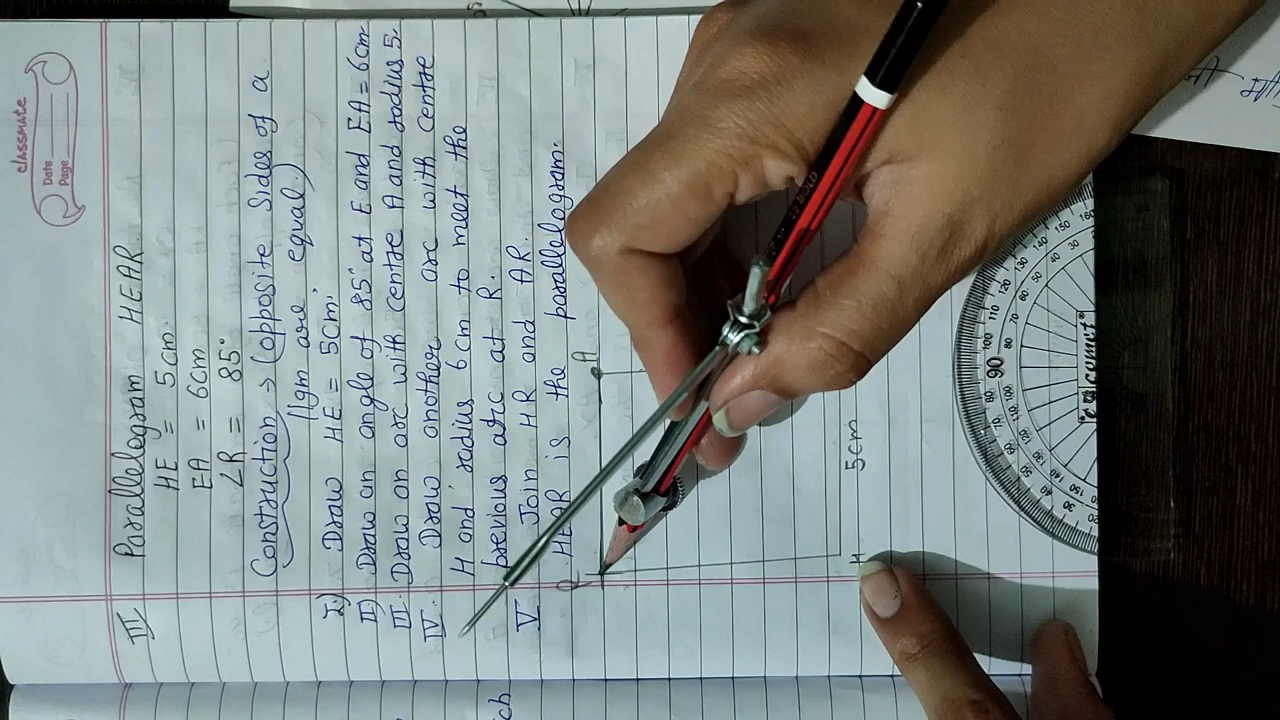 classmate
Date
Page
III Parallelogram HEAR
HE = 5cm.
EA = 6cm
∠R = 85°
Construction => (opposite sides of a
||gm are equal)
I) Draw HE = 5cm.
II) Draw an angle of 85° at E and EA = 6cm
III. Draw an arc with centre A and radius 5.
IV. Draw another arc with centre
H and radius 6cm to meet the
previous arc at R.
V Join HR and AR.
HEAR is the parallelogram.
A
R
H
5cm
90